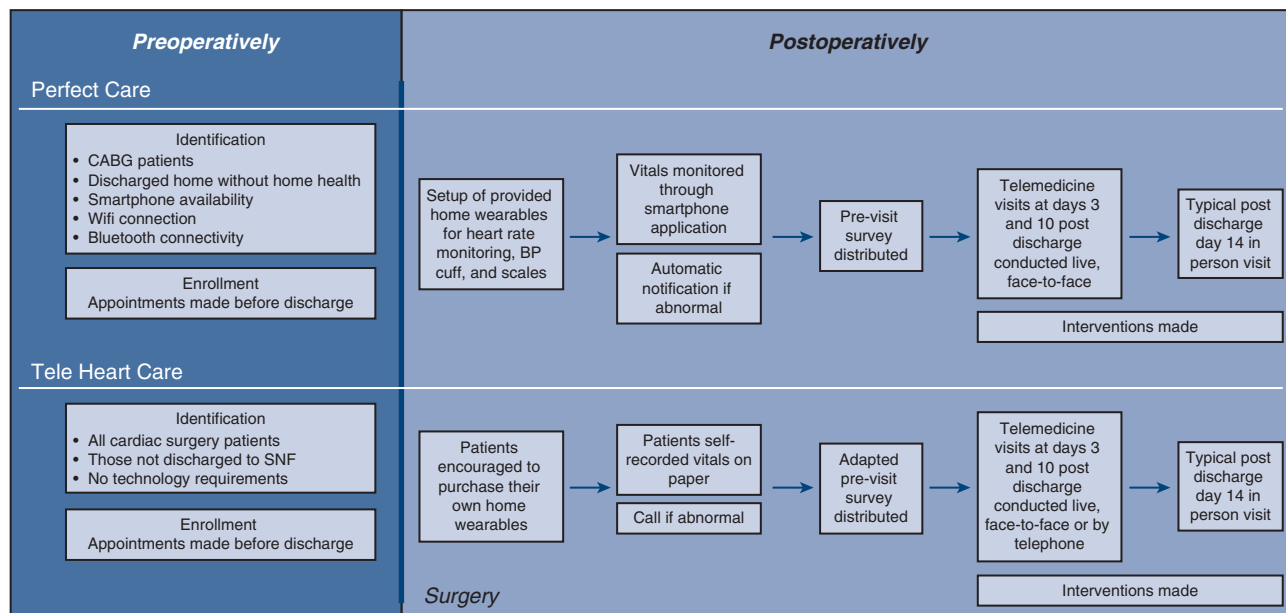 Preoperatively
Postoperatively
Perfect Care
Identification
• CABG patients
• Discharged home without home health
• Smartphone availability
• Wifi connection
• Bluetooth connectivity
Enrollment
Appointments made before discharge
Setup of provided
home wearables
for heart rate
monitoring, BP
cuff, and scales
Vitals monitored
through
smartphone
application
Automatic
notification if
abnormal
Pre-visit
survey
distributed
Telemedicine
visits at days 3
and 10 post
discharge
conducted live,
face-to-face
Typical post
discharge
day 14 in
person visit
Interventions made
Tele Heart Care
Identification
• All cardiac surgery patients
• Those not discharged to SNF
• No technology requirements
Enrollment
Appointments made before discharge
Patients
encouraged to
purchase their
own home
wearables
Patients self-
recorded vitals on
paper
Call if abnormal
Adapted
pre-visit
survey
distributed
Telemedicine
visits at days 3
and 10 post
discharge
conducted live,
face-to-face or by
telephone
Typical post
discharge
day 14 in
person visit
Interventions made
Surgery